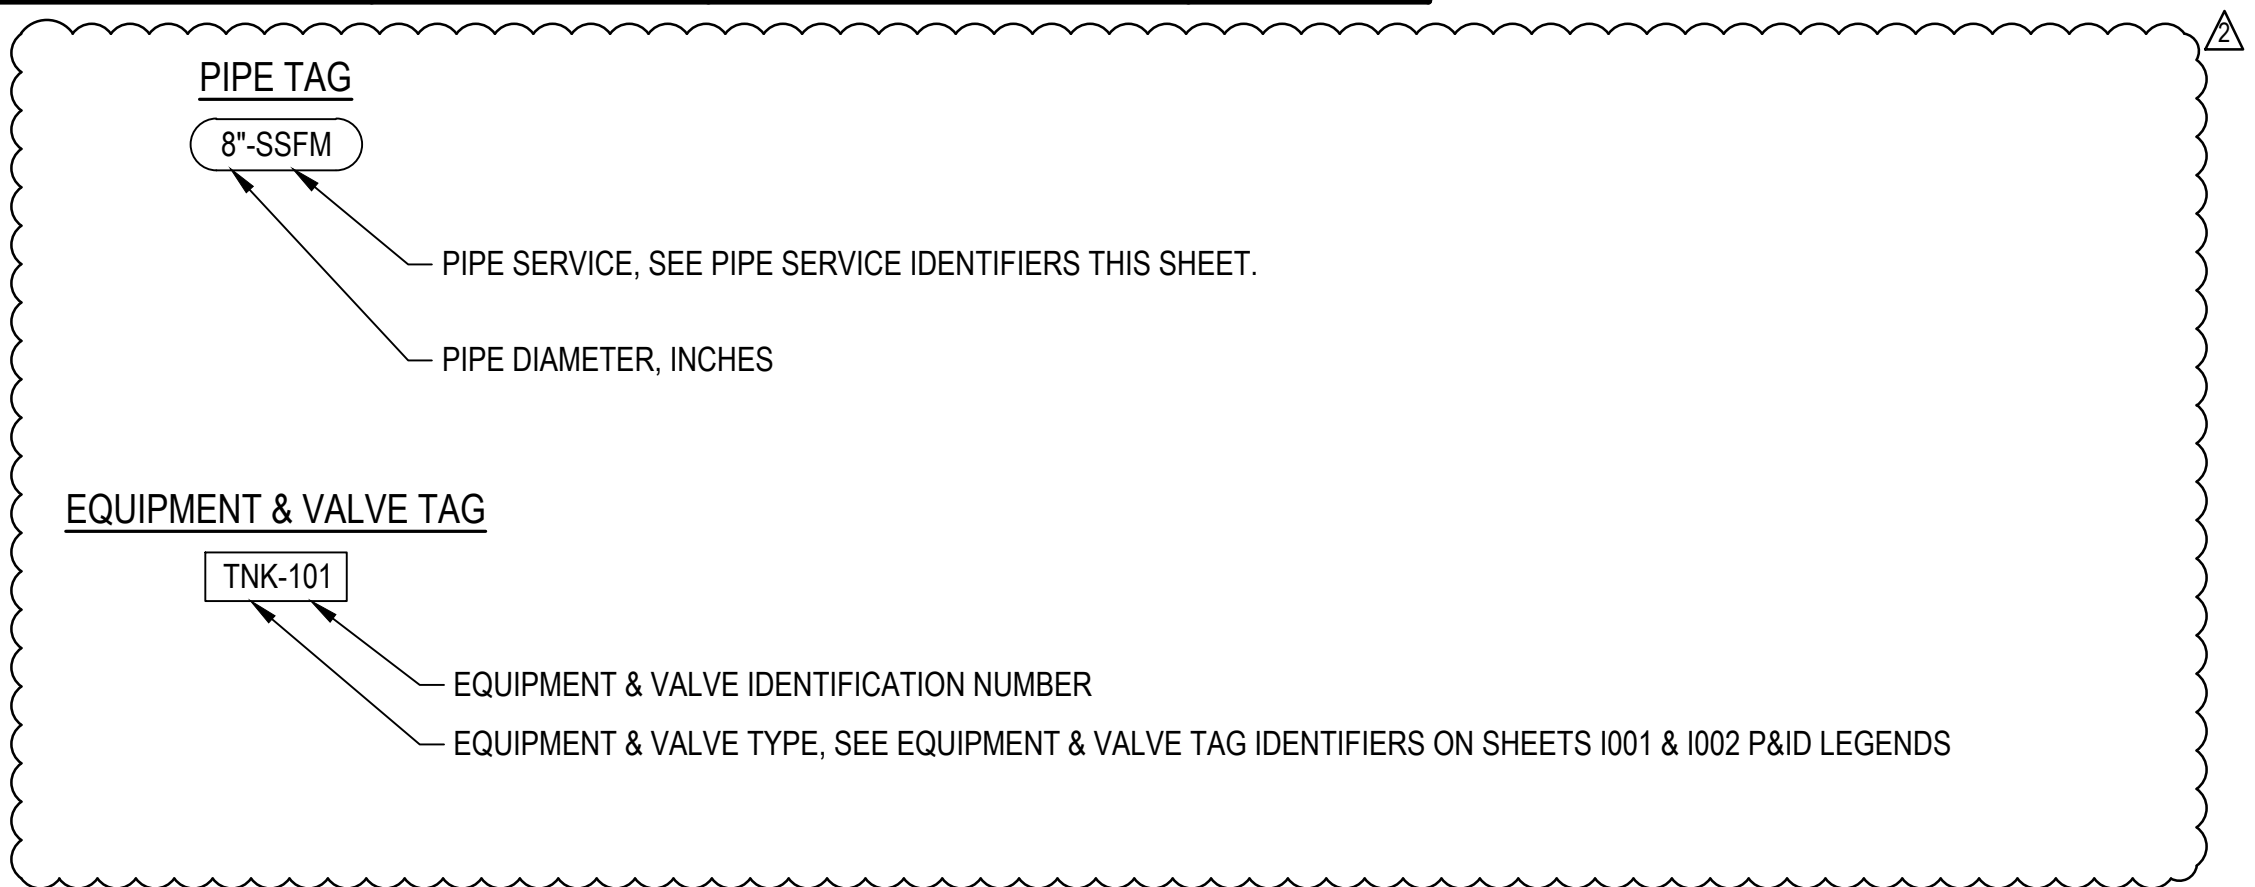 2
PIPE TAG
8"-SSFM
PIPE SERVICE, SEE PIPE SERVICE IDENTIFIERS THIS SHEET.
PIPE DIAMETER, INCHES
EQUIPMENT & VALVE TAG
TNK-101
EQUIPMENT & VALVE IDENTIFICATION NUMBER
EQUIPMENT & VALVE TYPE, SEE EQUIPMENT & VALVE TAG IDENTIFIERS ON SHEETS I001 & I002 P&ID LEGENDS